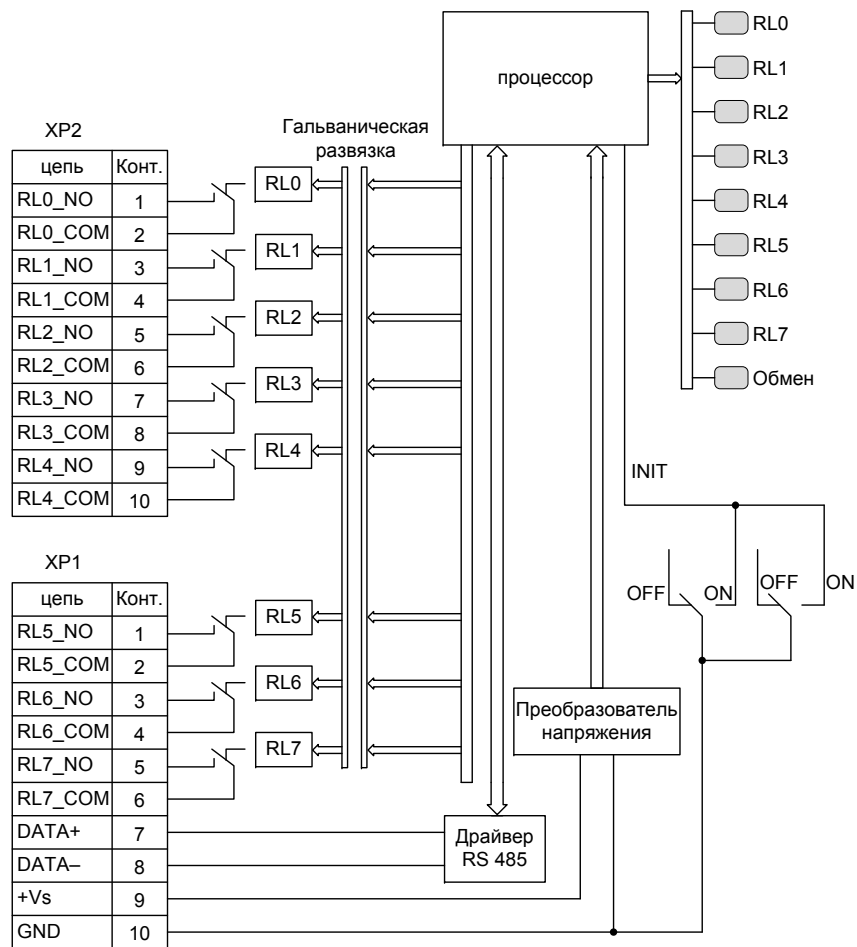 процессор
RL0
RL1
RL2
RL3
RL4
RL5
RL6
RL7
Обмен
Гальваническая
развязка
XP2
цепь Конт.
RL0_NO 1
RL0_COM 2
RL1_NO 3
RL1_COM 4
RL2_NO 5
RL2_COM 6
RL3_NO 7
RL3_COM 8
RL4_NO 9
RL4_COM 10
RL0
RL1
RL2
RL3
RL4
INIT
OFF ON OFF ON
XP1
цепь Конт.
RL5_NO 1
RL5_COM 2
RL6_NO 3
RL6_COM 4
RL7_NO 5
RL7_COM 6
DATA+ 7
DATA– 8
+Vs 9
GND 10
RL5
RL6
RL7
Преобразователь
напряжения
Драйвер
RS 485